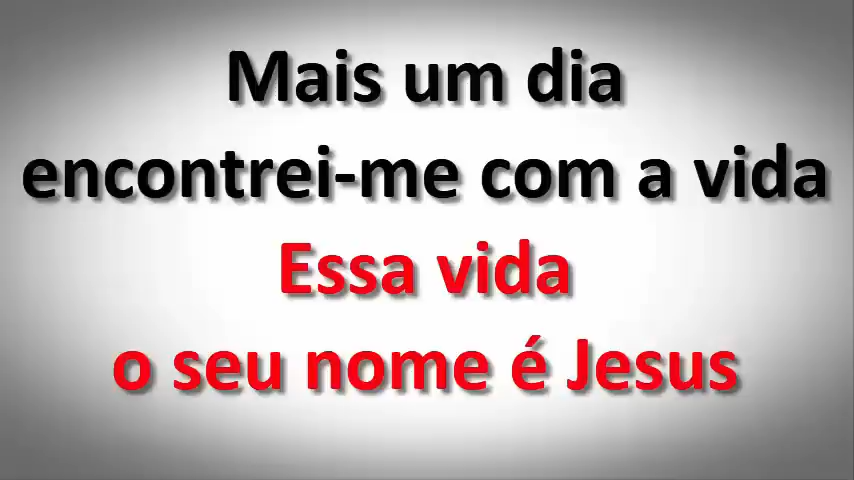 Mais um dia
encontrei-me com a vida
Essa vida
o seu nome é Jesus